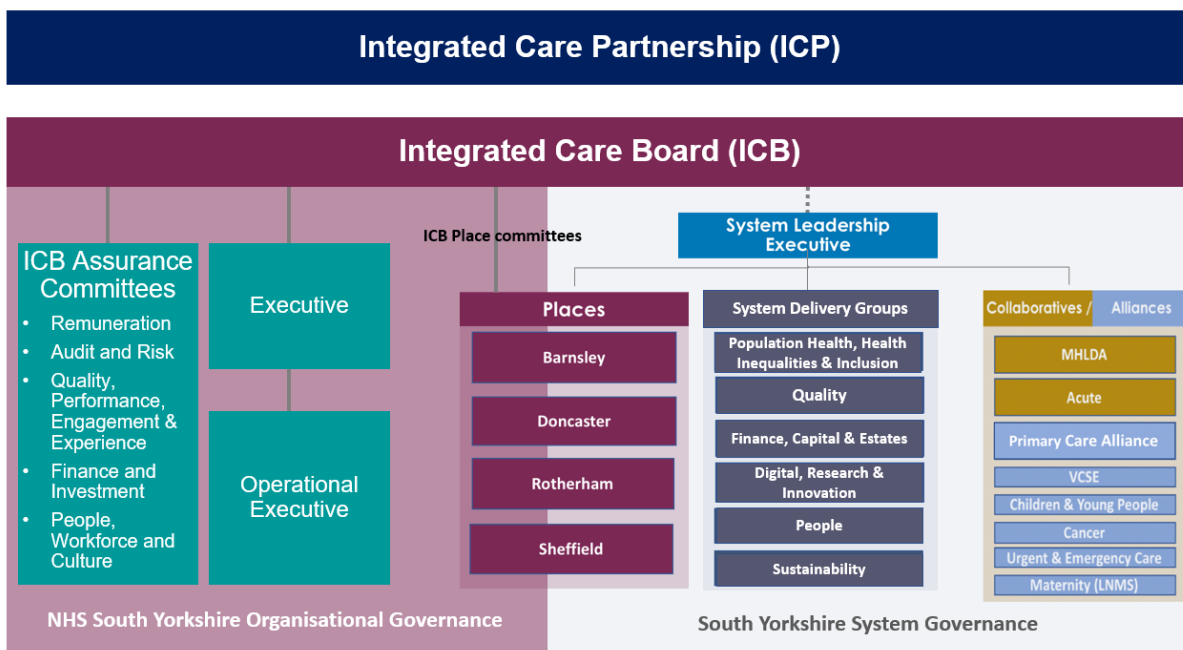 Integrated Care Partnership (ICP)
Integrated Care Board (ICB)
ICB Assurance
Committees
• Remuneration
• Audit and Risk
• Quality,
Performance,
Engagement &
Experience
• Finance and
Investment
• People,
Workforce and
Culture
Executive
Operational
Executive
NHS South Yorkshire Organisational Governance
ICB Place committees
Places
Barnsley
Doncaster
Rotherham
Sheffield
System Leadership
Executive
System Delivery Groups
Population Health, Health
Inequalities & Inclusion
Quality
Finance, Capital & Estates
Digital, Research &
Innovation
People
Sustainability
Collaboratives / Alliances
MHLDA
Acute
Primary Care Alliance
VCSE
Children & Young People
Cancer
Urgent & Emergency Care
Maternity (LNMS)
South Yorkshire System Governance